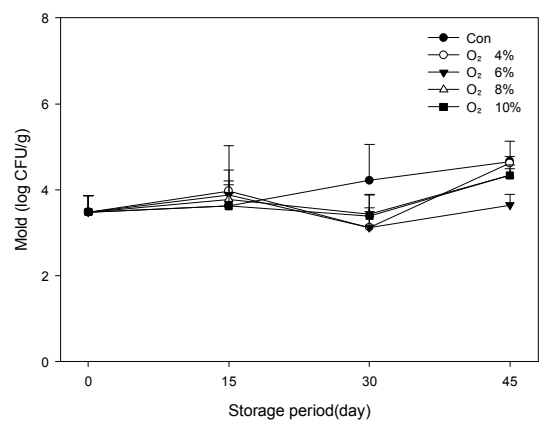 8
6
4
2
0
Mold (log CFU/g)
Con
O₂ 4%
O₂ 6%
O₂ 8%
O₂ 10%
0 15 30 45
Storage period(day)